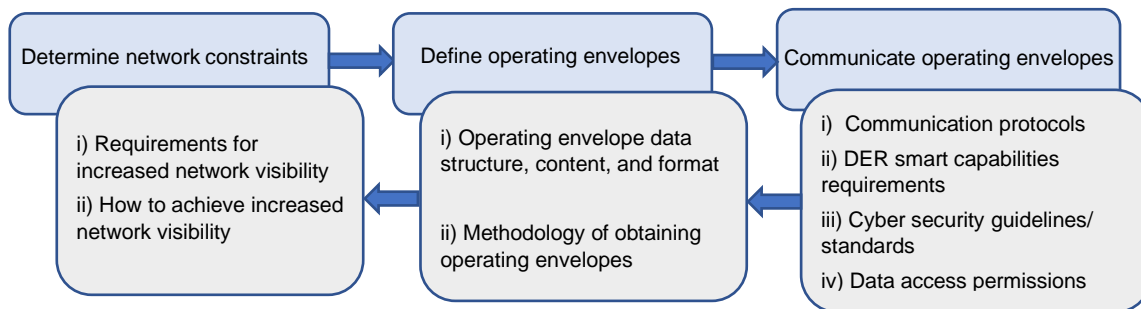 Determine network constraints
Define operating envelopes
Communicate operating envelopes
i) Requirements for
increased network visibility
ii) How to achieve increased
network visibility
i) Operating envelope data
structure, content, and format
ii) Methodology of obtaining
operating envelopes
i) Communication protocols
ii) DER smart capabilities
requirements
iii) Cyber security guidelines/
standards
iv) Data access permissions